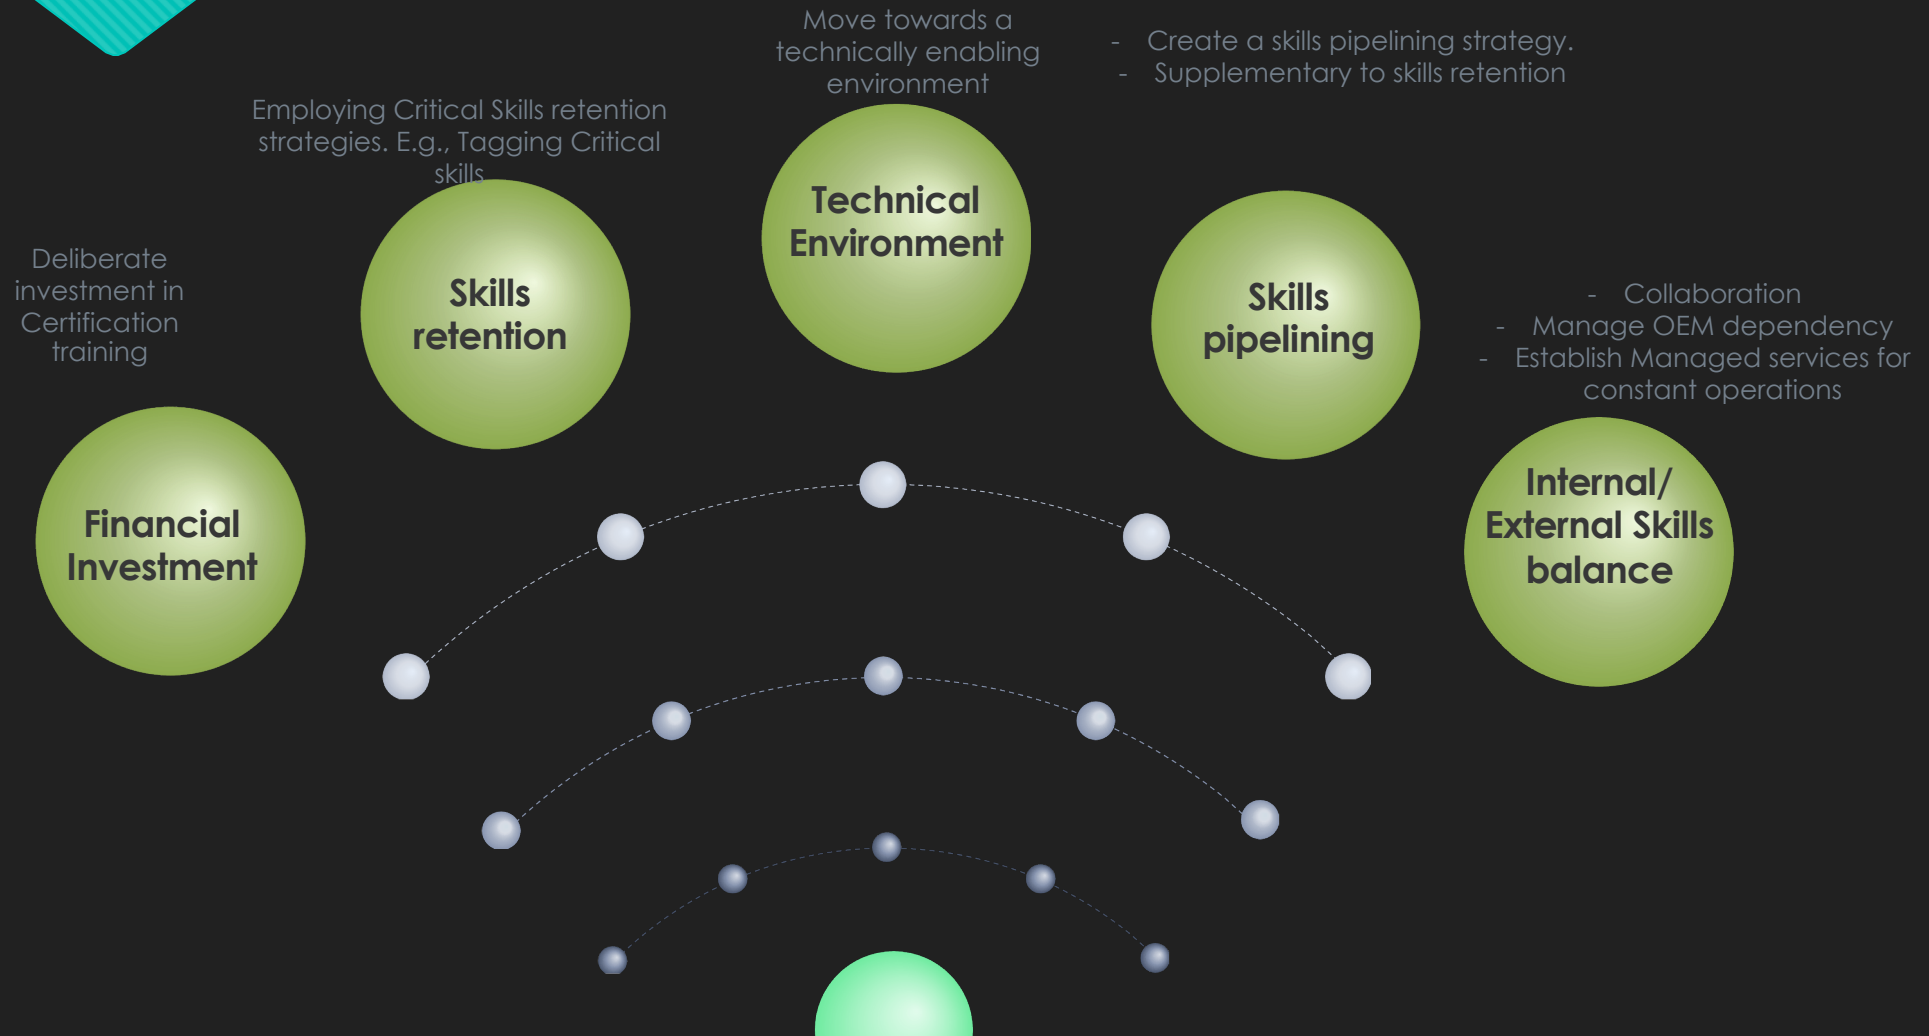 Move towards a
technically enabling
environment
- Create a skills pipelining strategy.
- Supplementary to skills retention
Employing Critical Skills retention
strategies. E.g., Tagging Critical
skills
Technical
Environment
Deliberate
investment in
Certification
training
Skills
retention
Skills
pipelining
- Collaboration
- Manage OEM dependency
- Establish Managed services for
constant operations
Financial
Investment
Internal/
External Skills
balance